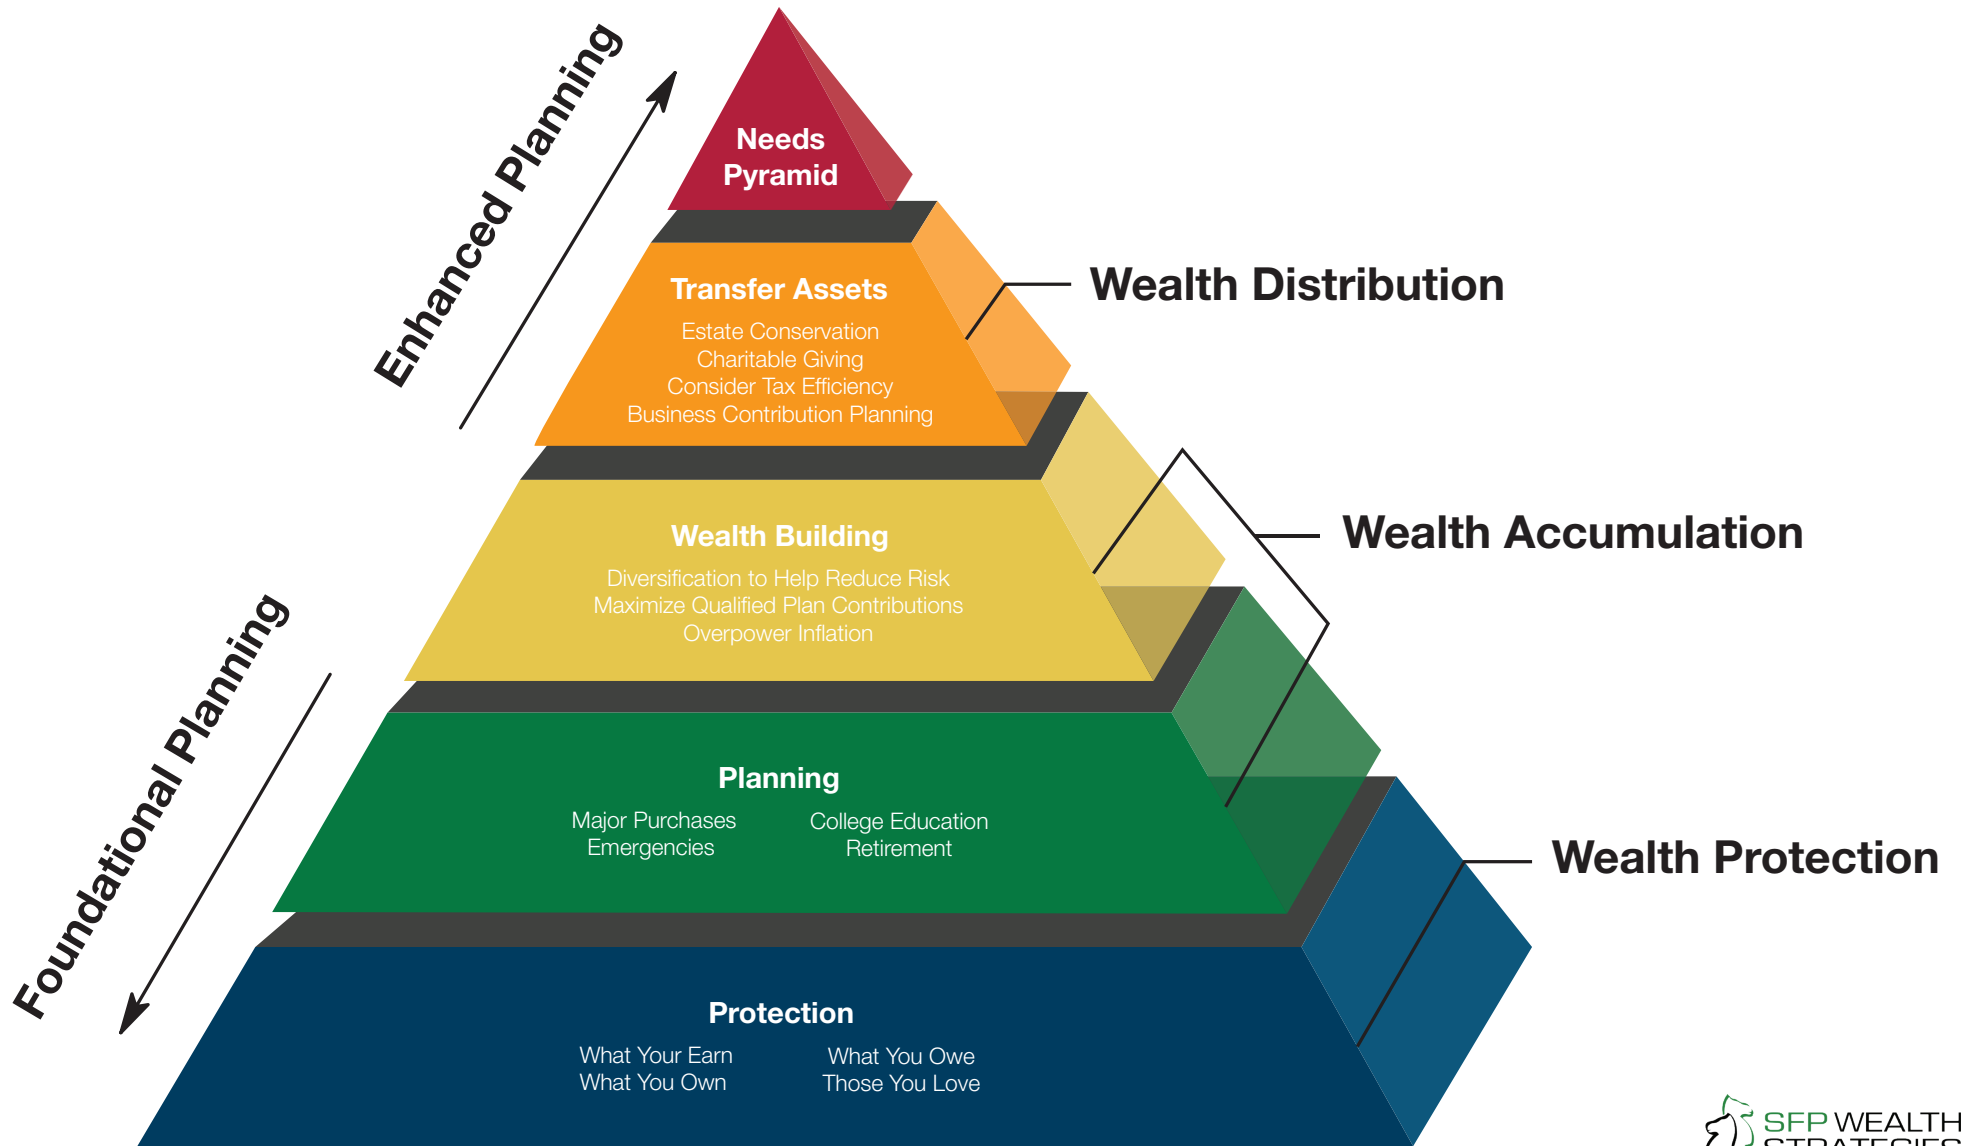 Enhanced Planning
Needs
Pyramid
Transfer Assets
Estate Conservation
Charitable Giving
Consider Tax Efficiency
Business Contribution Planning
Wealth Distribution
Wealth Building
Diversification to Help Reduce Risk
Maximize Qualified Plan Contributions
Overpower Inflation
Wealth Accumulation
Foundational Planning
Planning
Major Purchases
Emergencies
College Education
Retirement
Wealth Protection
Protection
What Your Earn
What You Own
What You Owe
Those You Love
SFP WEALTH
STRATEGIES